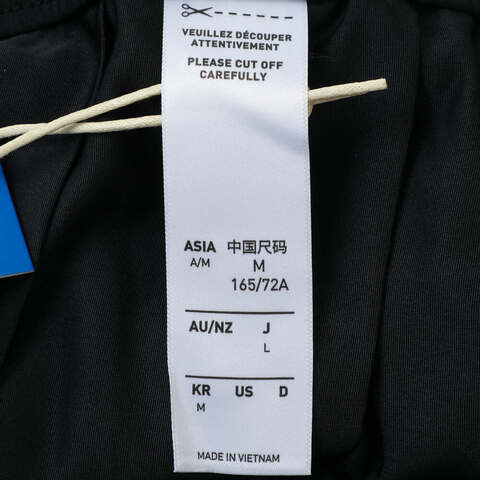 VEUILLEZ DÉCOUPER
ATTENTIVEMENT
PLEASE CUT OFF
CAREFULLY
ASIA 中国尺码
A/M M
165/72A
AU/NZ J
L
KR US D
M
MADE IN VIETNAM